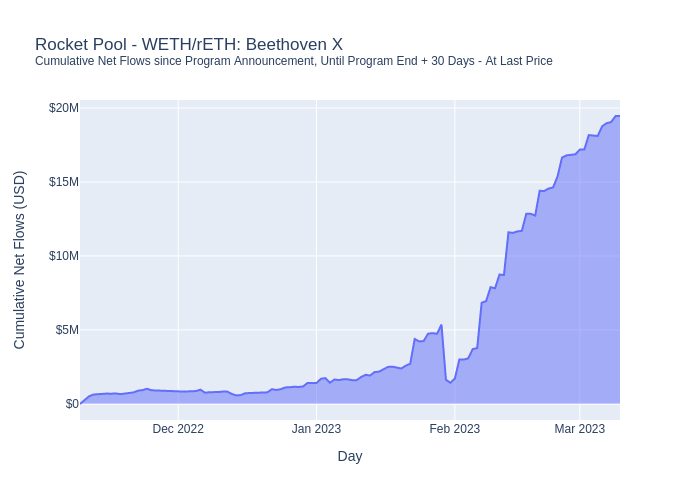 Rocket Pool - WETH/rETH: Beethoven X
Cumulative Net Flows since Program Announcement, Until Program End + 30 Days - At Last Price
Cumulative Net Flows (USD)
$20M
$15M
$10M
$5M
$0
Dec 2022
Jan 2023
Feb 2023
Mar 2023
Day